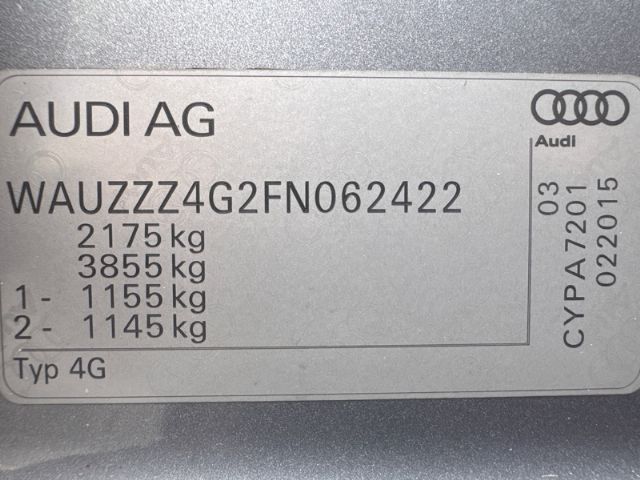 AUDI AG
Audi
WAUZZZ4G2FN062422
2175 kg
3855 kg
1 - 1155 kg
2 - 1145 kg
Typ 4G
03
CYPA7201
022015